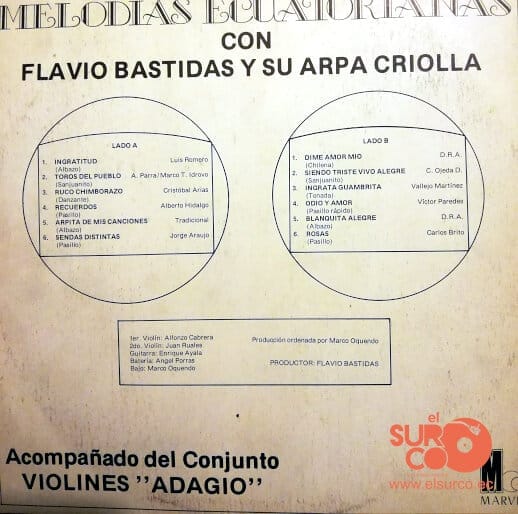 MELODIAS ECUATORIANAS
CON
FLAVIO BASTIDAS Y SU ARPA CRIOLLA
LADO A
1. INGRATITUD Luis Romero
(Albazo)
2. TOROS DEL PUEBLO A. Parra/Marco T. Idrovo
(Sanjuanito)
3. RUCO CHIMBORAZO Cristóbal Arias
(Danzante)
4. RECUERDOS Alberto Hidalgo
(Pasillo)
5. ARPITA DE MIS CANCIONES Tradicional
(Albazo)
6. SENDAS DISTINTAS Jorge Araujo
(Pasillo)
LADO B
1. DIME AMOR MIO D.R.A.
(Chilena)
2. SIENDO TRISTE VIVO ALEGRE C. Ojeda D.
(Sanjuanito)
3. INGRATA GUAMBRITA Vallejo Martínez
(Tonada)
4. ODIO Y AMOR Víctor Paredes
(Pasillo rápido)
5. BLANQUITA ALEGRE D.R.A.
(Albazo)
6. ROSAS Carlos Brito
(Pasillo)
1er. Violín: Alfonzo Cabrera
2do. Violín: Juan Ruales
Guitarra: Enrique Ayala
Batería: Angel Porras
Bajo: Marco Oquendo
Producción ordenada por Marco Oquendo
PRODUCTOR: FLAVIO BASTIDAS
Acompañado del Conjunto
VIOLINES "ADAGIO"
el
SURCO
www.elsurco.ec